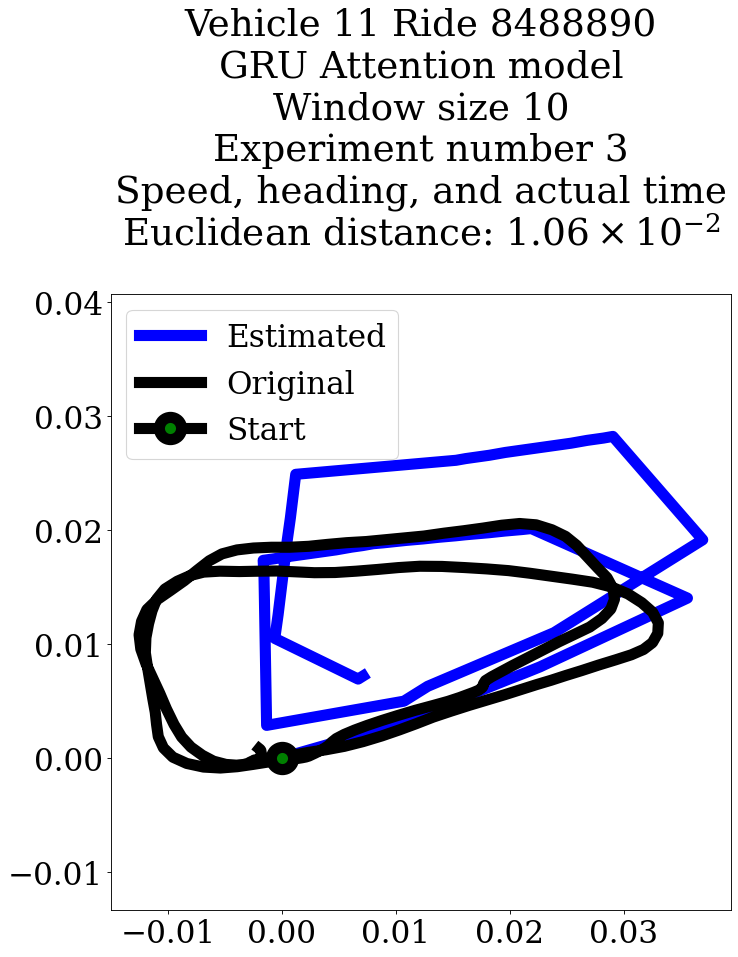 Vehicle 11 Ride 8488890
GRU Attention model
Window size 10
Experiment number 3
Speed, heading, and actual time
Euclidean distance: 1.06 × 10⁻²
0.04
0.03
0.02
0.01
0.00
−0.01
Estimated
Original
Start
−0.01 0.00 0.01 0.02 0.03